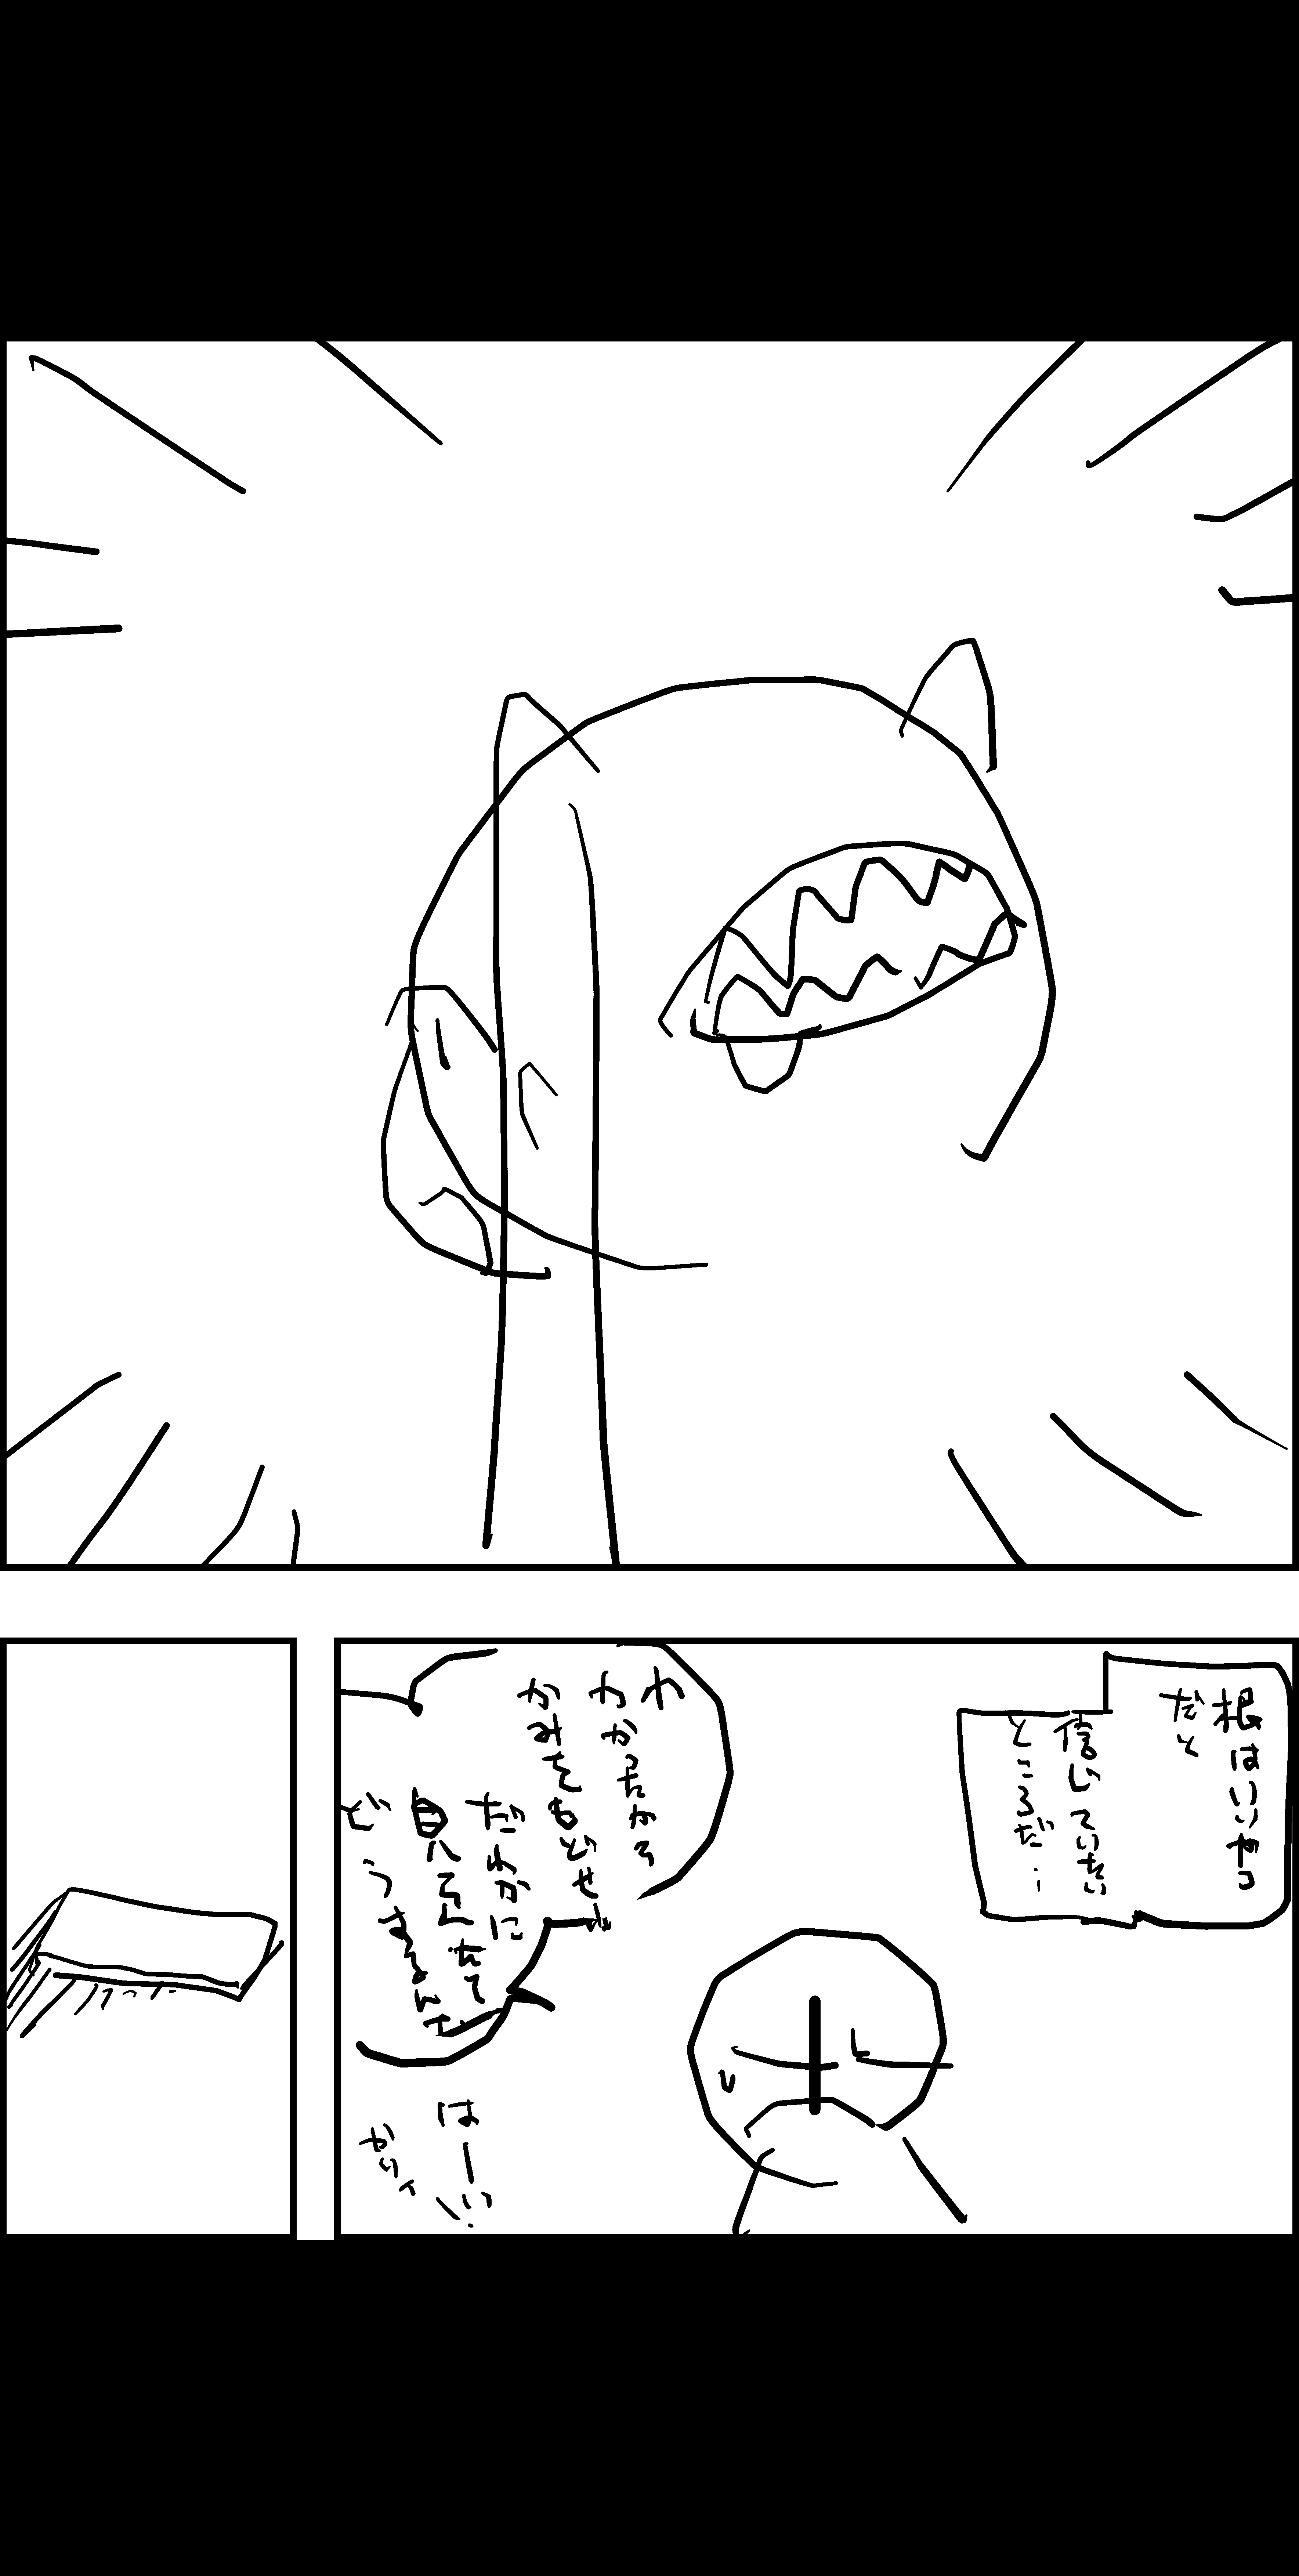 根はいいやつ
だと
信じていたい
ところだ…
わ
わかったから
かみをもどせ
だれかに
見られたら
どうすんだ
はーい